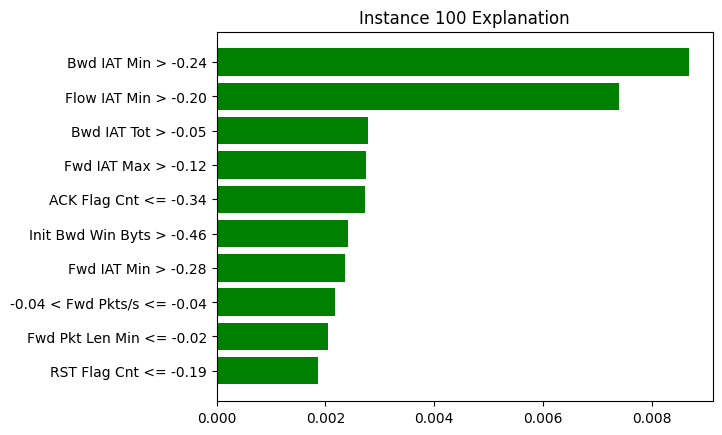 Instance 100 Explanation
Bwd IAT Min > -0.24
Flow IAT Min > -0.20
Bwd IAT Tot > -0.05
Fwd IAT Max > -0.12
ACK Flag Cnt <= -0.34
Init Bwd Win Byts > -0.46
Fwd IAT Min > -0.28
-0.04 < Fwd Pkts/s <= -0.04
Fwd Pkt Len Min <= -0.02
RST Flag Cnt <= -0.19
0.000 0.002 0.004 0.006 0.008